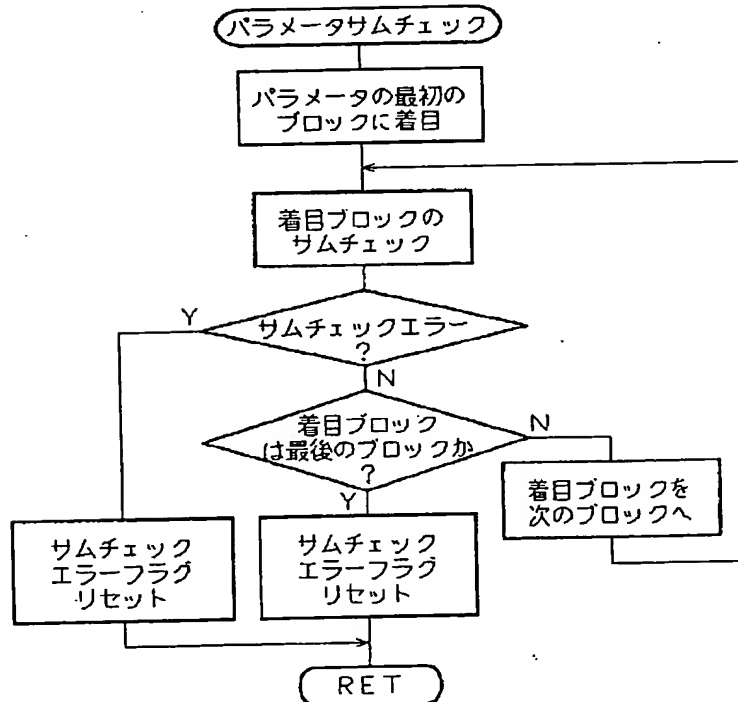 パラメータサムチェック
パラメータの最初の
ブロックに着目
着目ブロックの
サムチェック
Y
サムチェックエラー
?
N
着目ブロック
は最後のブロックか
?
N
Y
着目ブロックを
次のブロックへ
サムチェック
エラーフラグ
リセット
サムチェック
エラーフラグ
リセット
RET